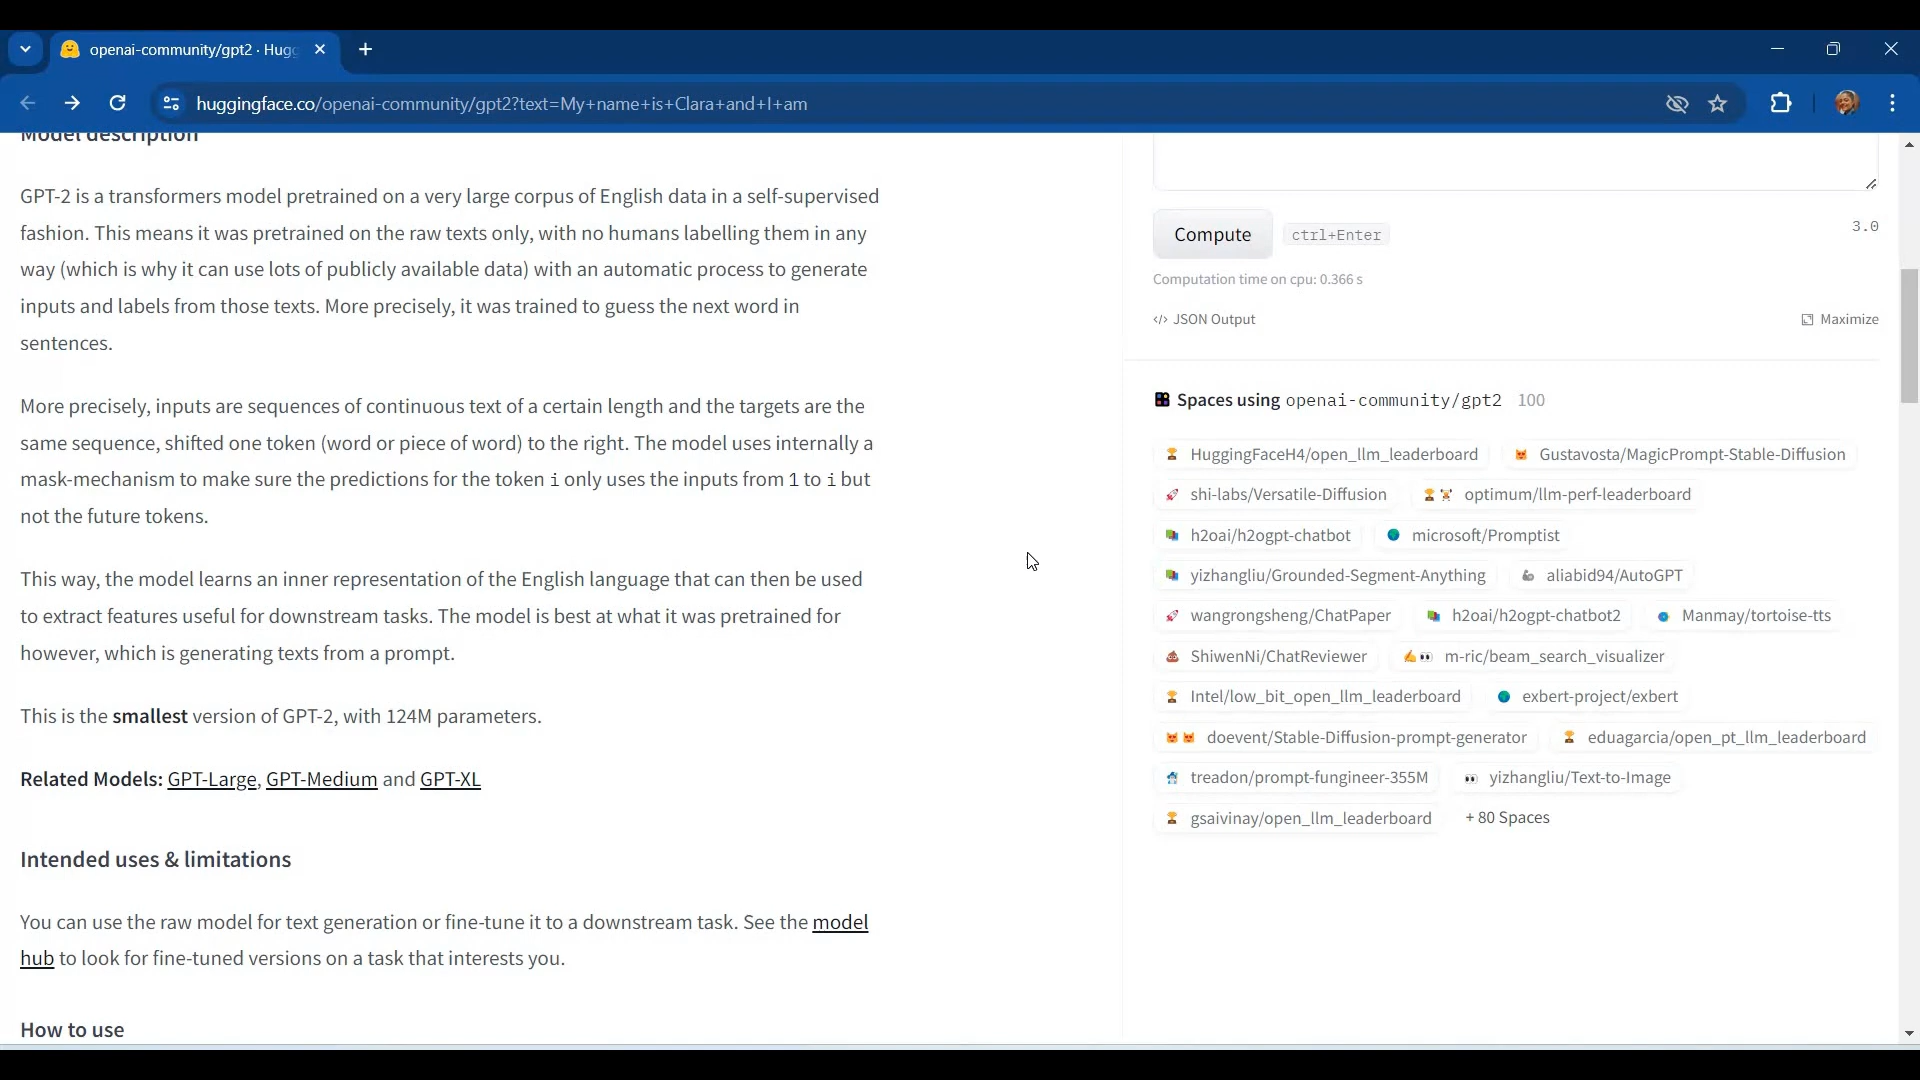 openai-community/gpt2 · Hugg
huggingface.co/openai-community/gpt2?text=My+name+is+Clara+and+I+am
Model description
GPT-2 is a transformers model pretrained on a very large corpus of English data in a self-supervised
fashion. This means it was pretrained on the raw texts only, with no humans labelling them in any
way (which is why it can use lots of publicly available data) with an automatic process to generate
inputs and labels from those texts. More precisely, it was trained to guess the next word in
sentences.
More precisely, inputs are sequences of continuous text of a certain length and the targets are the
same sequence, shifted one token (word or piece of word) to the right. The model uses internally a
mask-mechanism to make sure the predictions for the token i only uses the inputs from 1 to i but
not the future tokens.
This way, the model learns an inner representation of the English language that can then be used
to extract features useful for downstream tasks. The model is best at what it was pretrained for
however, which is generating texts from a prompt.
This is the smallest version of GPT-2, with 124M parameters.
Related Models: GPT-Large, GPT-Medium and GPT-XL
Intended uses & limitations
You can use the raw model for text generation or fine-tune it to a downstream task. See the model
hub to look for fine-tuned versions on a task that interests you.
How to use
Compute ctrl+Enter 3.0
Computation time on cpu: 0.366 s
</> JSON Output Maximize
Spaces using openai-community/gpt2 100
HuggingFaceH4/open_llm_leaderboard Gustavosta/MagicPrompt-Stable-Diffusion
shi-labs/Versatile-Diffusion optimum/llm-perf-leaderboard
h2oai/h2ogpt-chatbot microsoft/Promptist
yizhangliu/Grounded-Segment-Anything aliabid94/AutoGPT
wangrongsheng/ChatPaper h2oai/h2ogpt-chatbot2 Manmay/tortoise-tts
ShiwenNi/ChatReviewer m-ric/beam_search_visualizer
Intel/low_bit_open_llm_leaderboard exbert-project/exbert
doevent/Stable-Diffusion-prompt-generator eduagarcia/open_pt_llm_leaderboard
treadon/prompt-fungineer-355M yizhangliu/Text-to-Image
gsaivinay/open_llm_leaderboard + 80 Spaces